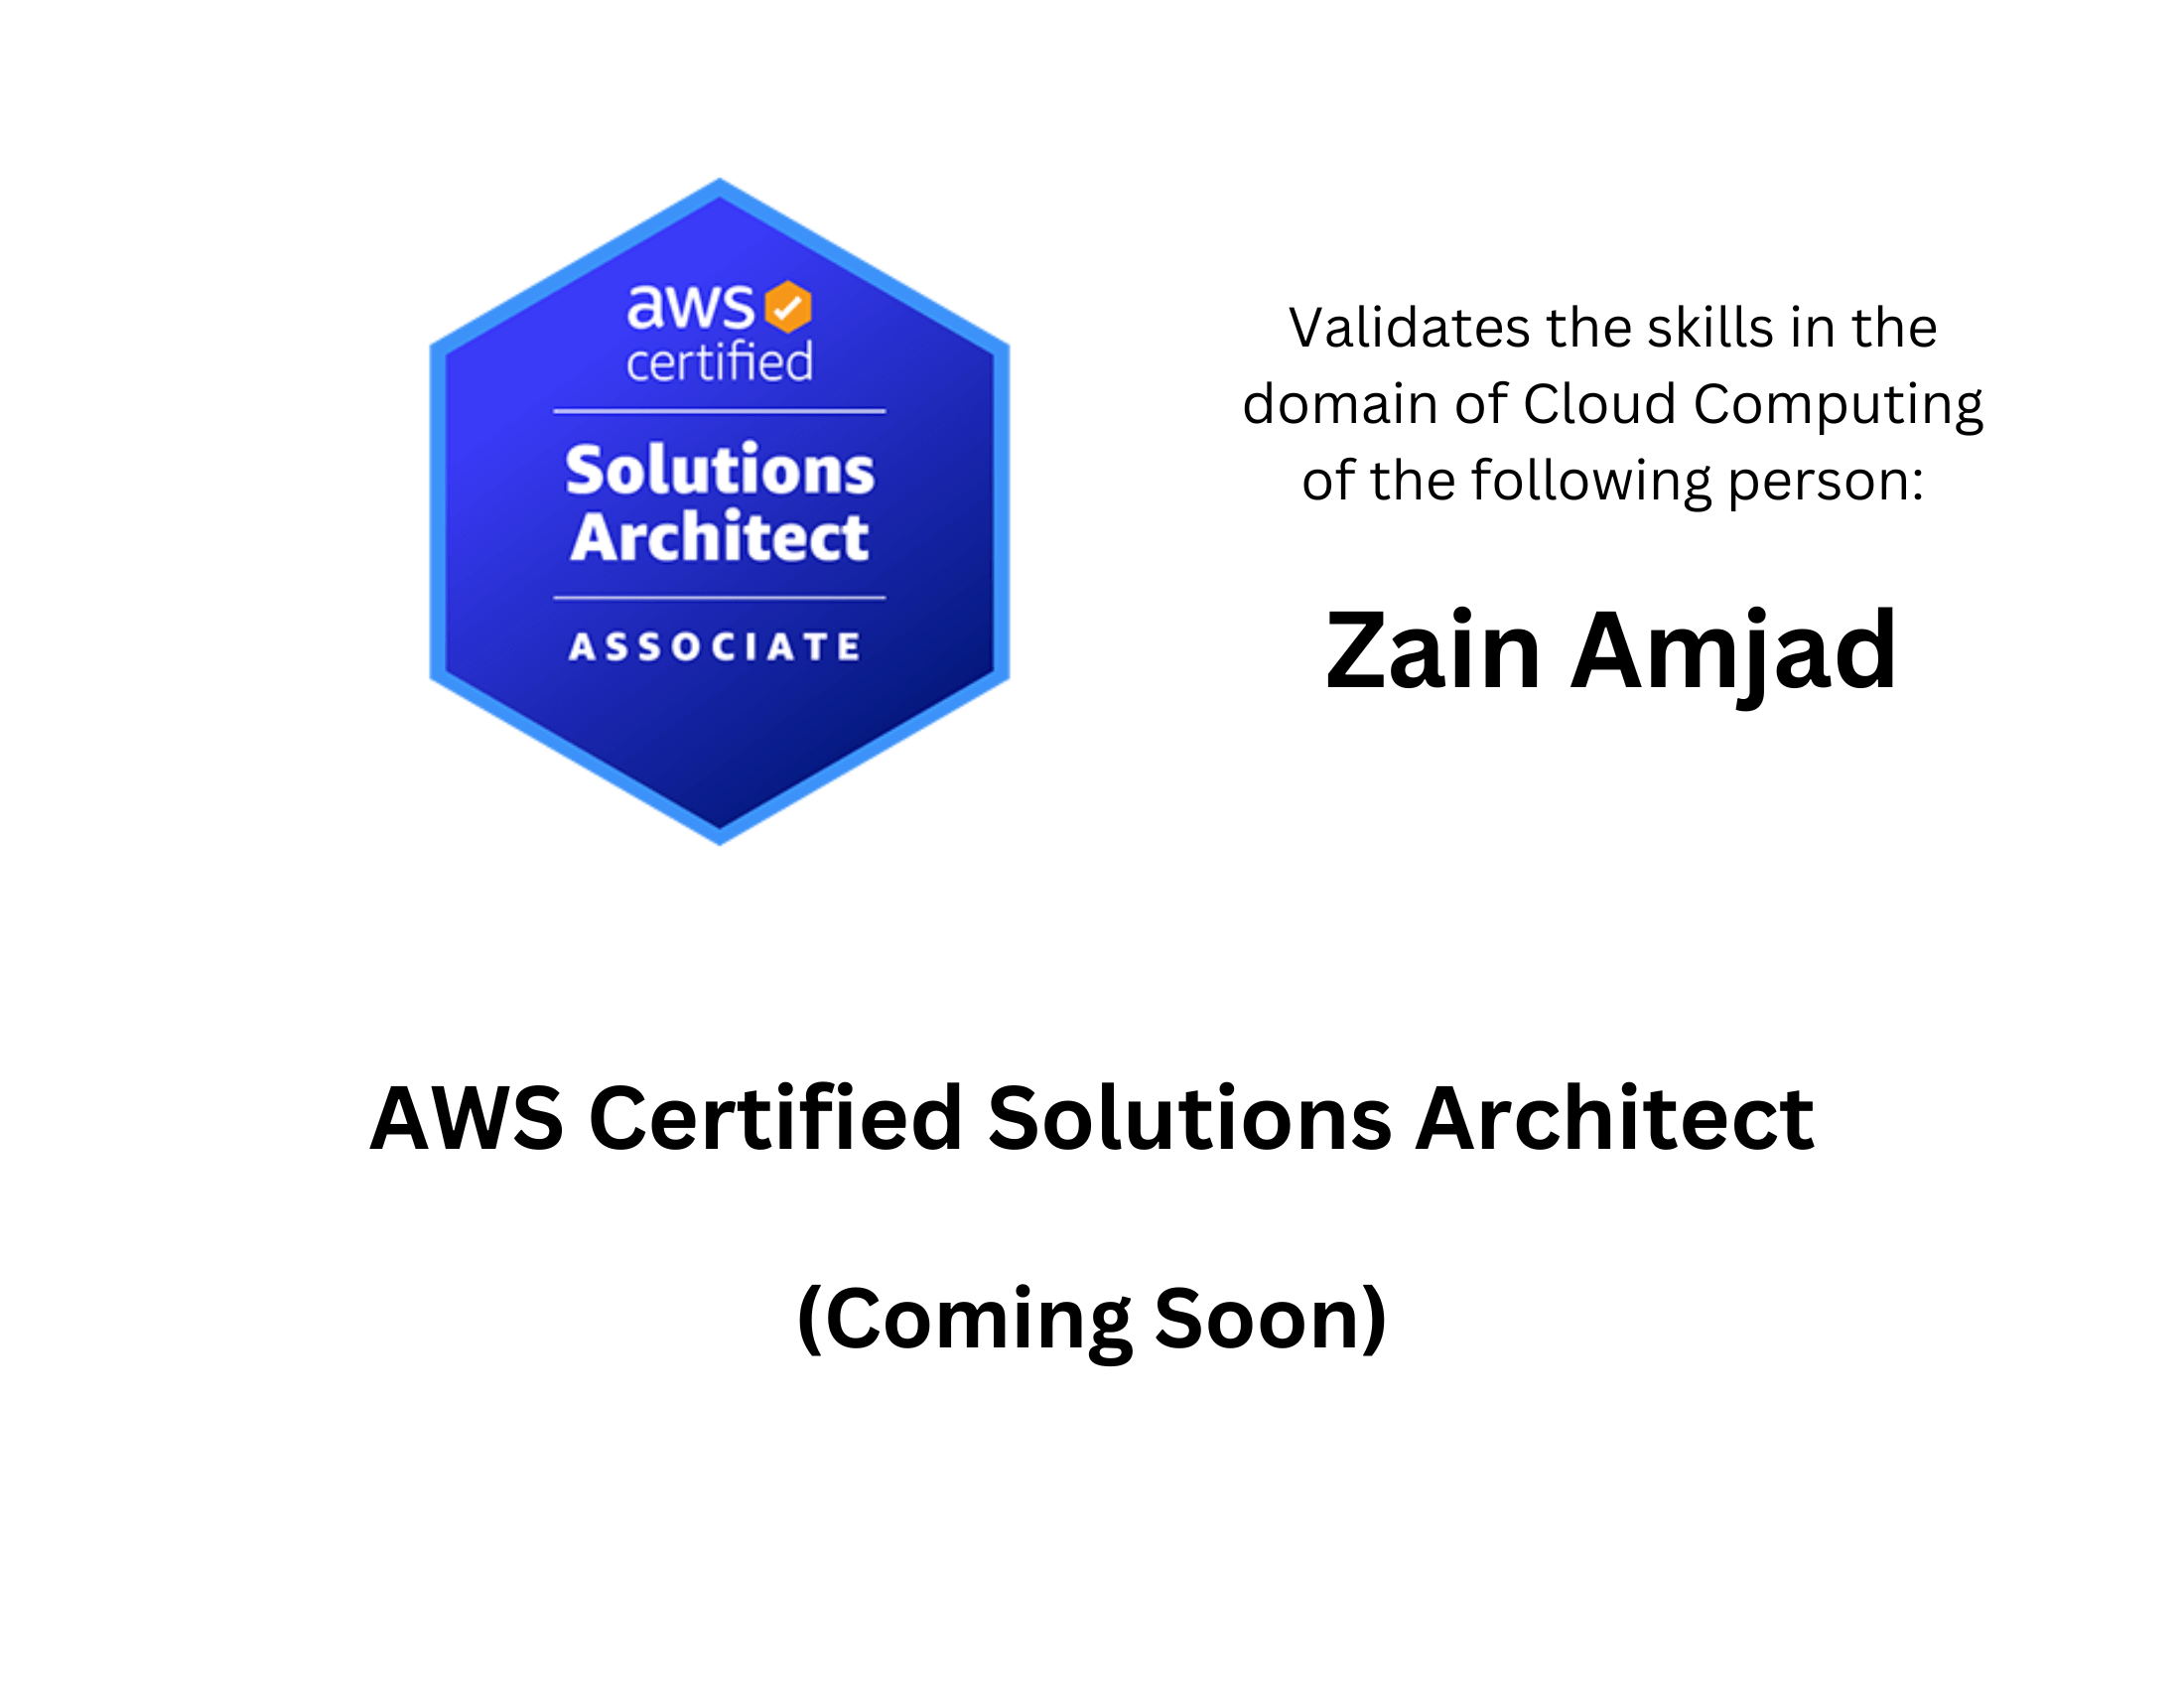 aws
certified
Solutions
Architect
ASSOCIATE
Validates the skills in the
domain of Cloud Computing
of the following person:
Zain Amjad
AWS Certified Solutions Architect
(Coming Soon)